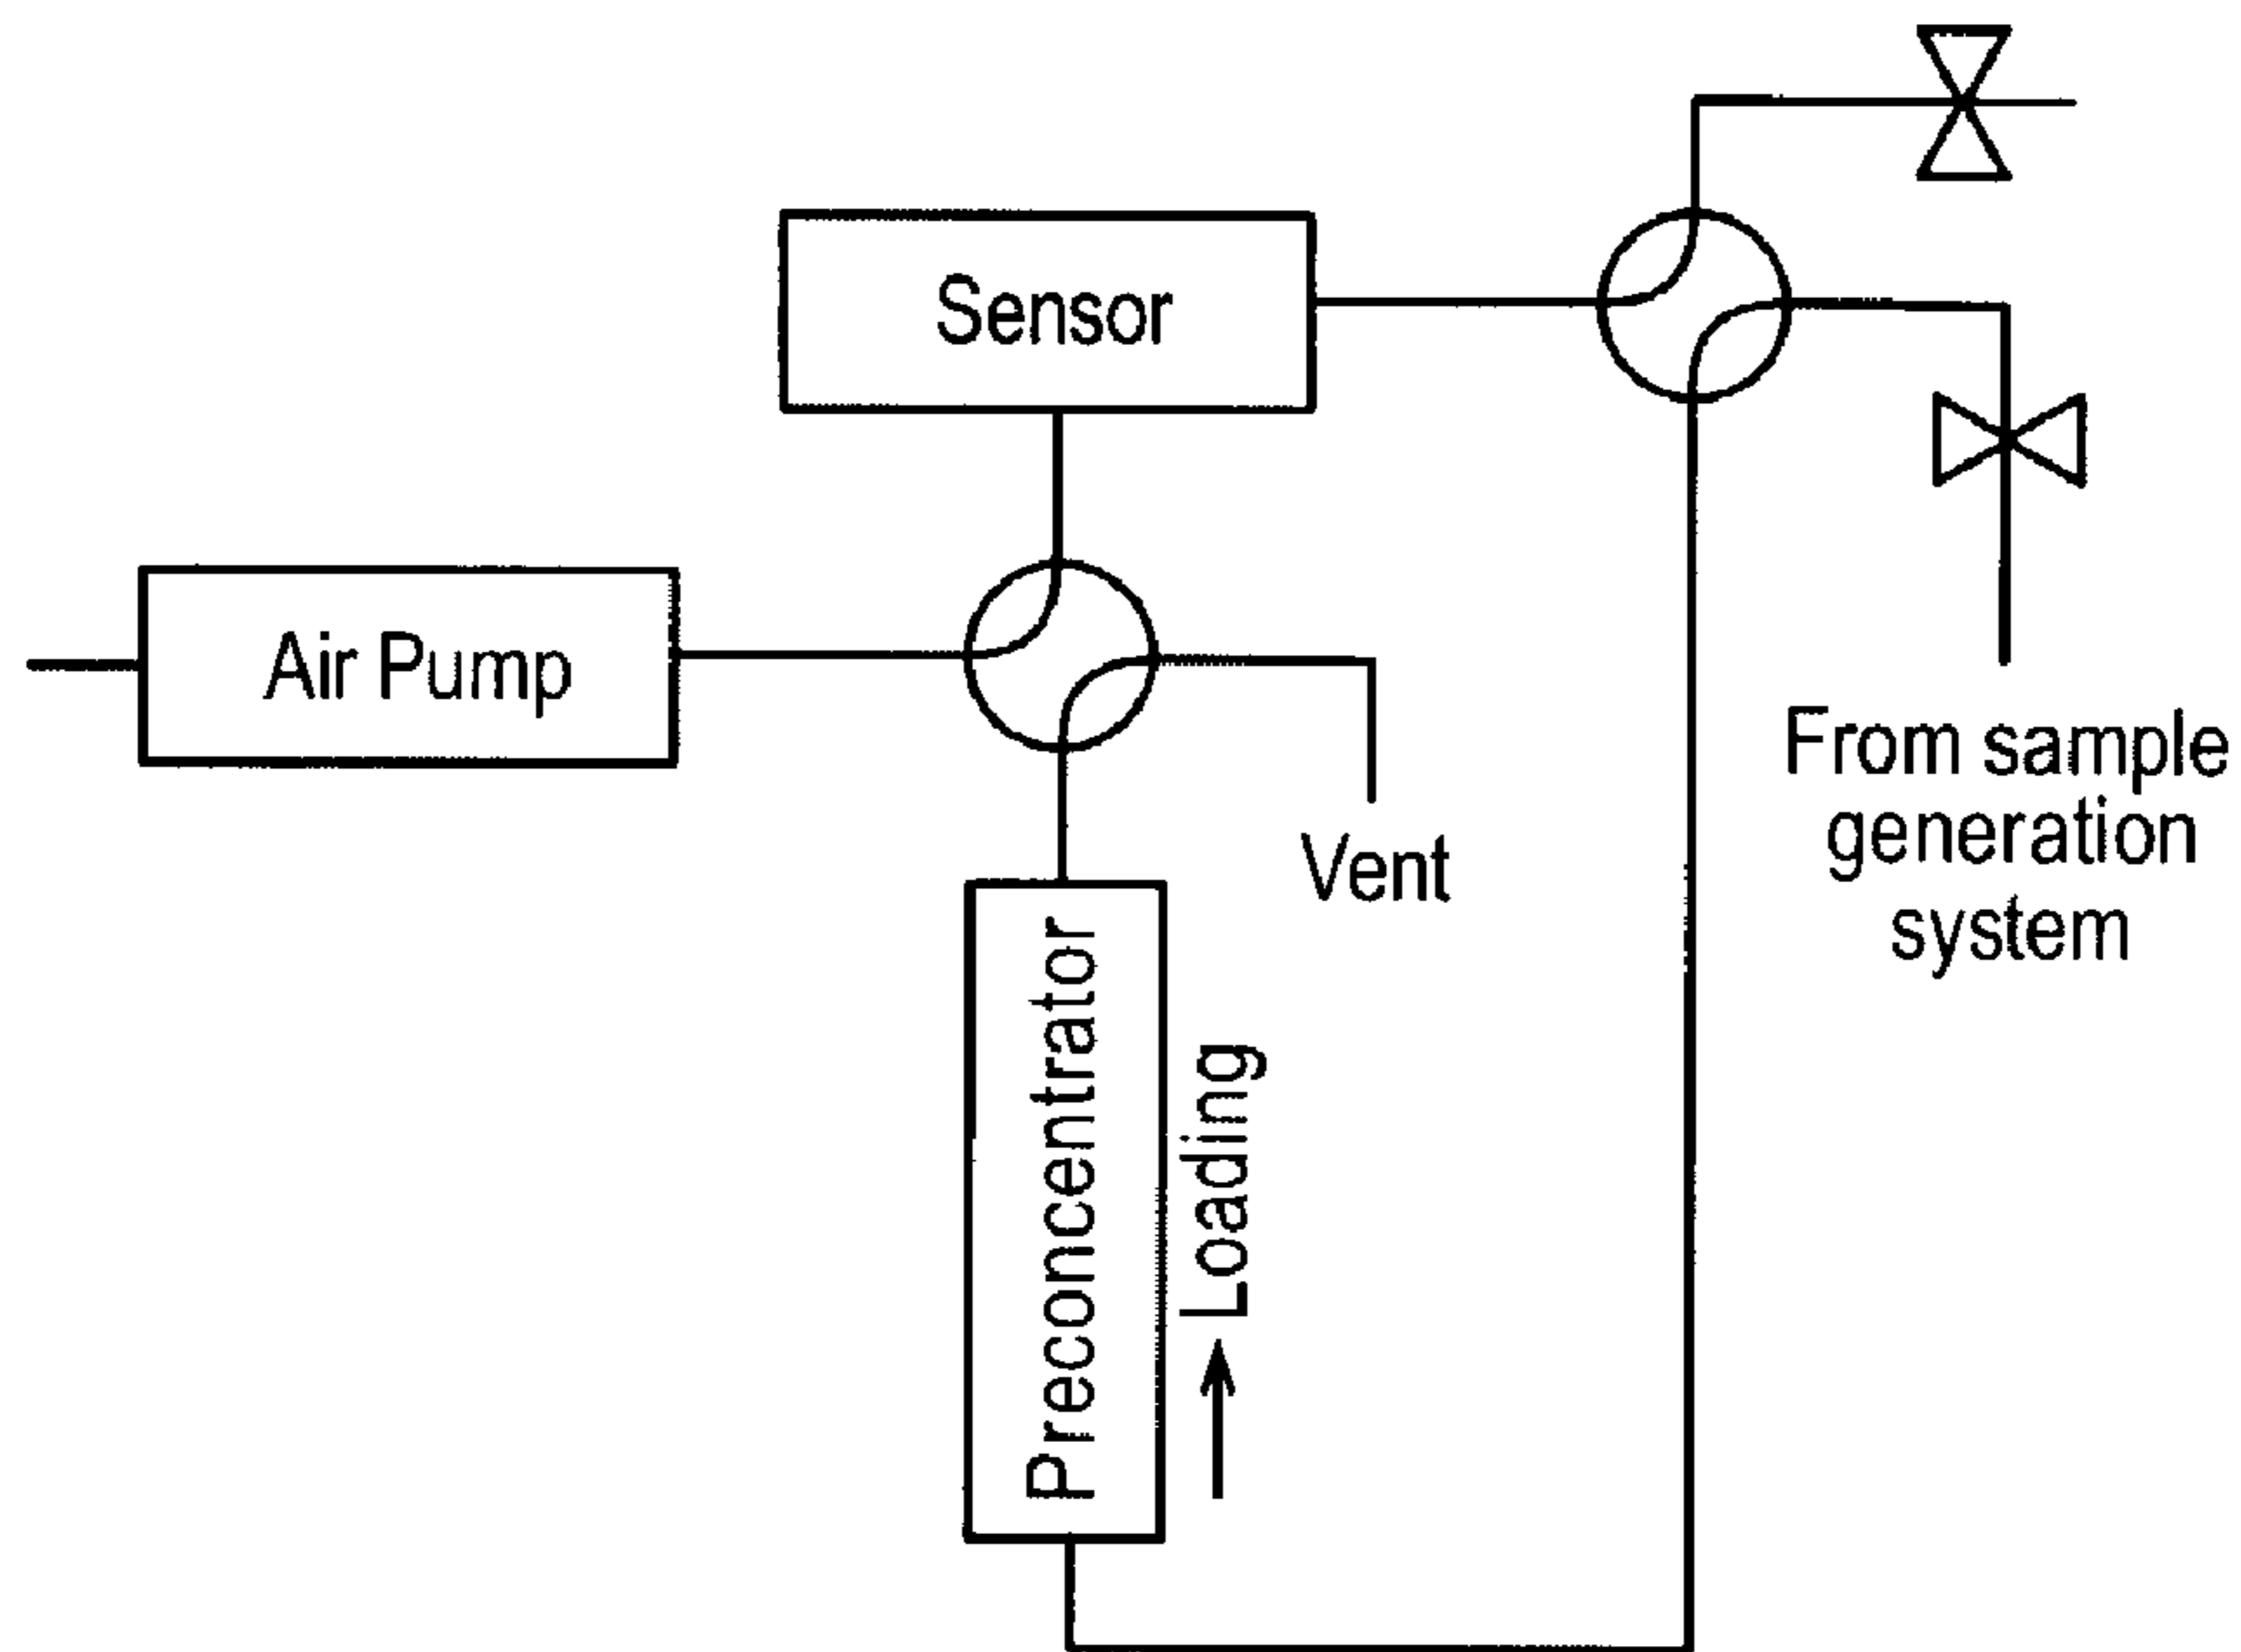 Sensor
Air Pump
From sample
generation
system
Vent
Preconcentrator
Loading